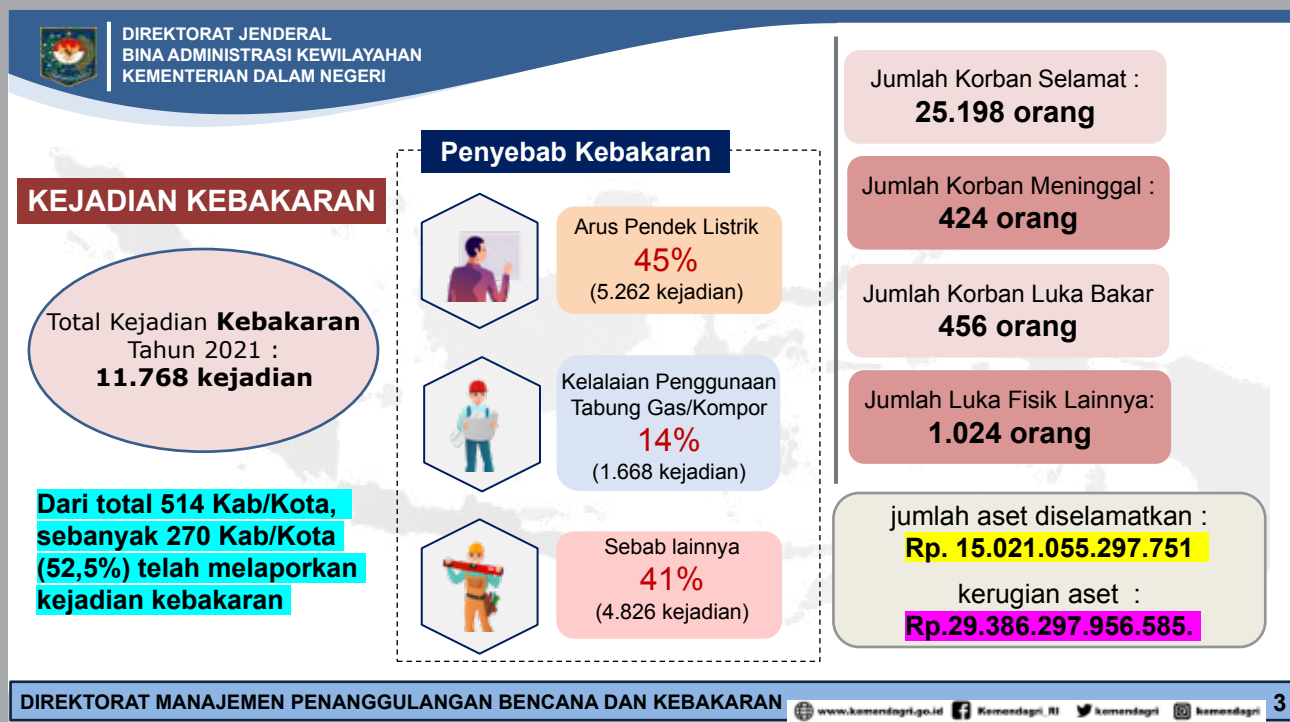 DIREKTORAT JENDERAL
BINA ADMINISTRASI KEWILAYAHAN
KEMENTERIAN DALAM NEGERI
KEJADIAN KEBAKARAN
Total Kejadian Kebakaran
Tahun 2021 :
11.768 kejadian
Dari total 514 Kab/Kota,
sebanyak 270 Kab/Kota
(52,5%) telah melaporkan
kejadian kebakaran
Penyebab Kebakaran
Arus Pendek Listrik
45%
(5.262 kejadian)
Kelalaian Penggunaan
Tabung Gas/Kompor
14%
(1.668 kejadian)
Sebab lainnya
41%
(4.826 kejadian)
Jumlah Korban Selamat :
25.198 orang
Jumlah Korban Meninggal :
424 orang
Jumlah Korban Luka Bakar
456 orang
Jumlah Luka Fisik Lainnya:
1.024 orang
jumlah aset diselamatkan :
Rp. 15.021.055.297.751
kerugian aset :
Rp.29.386.297.956.585.
DIREKTORAT MANAJEMEN PENANGGULANGAN BENCANA DAN KEBAKARAN www.kemendagri.go.id Kemendagri_RI kemendagri kemendagri 3